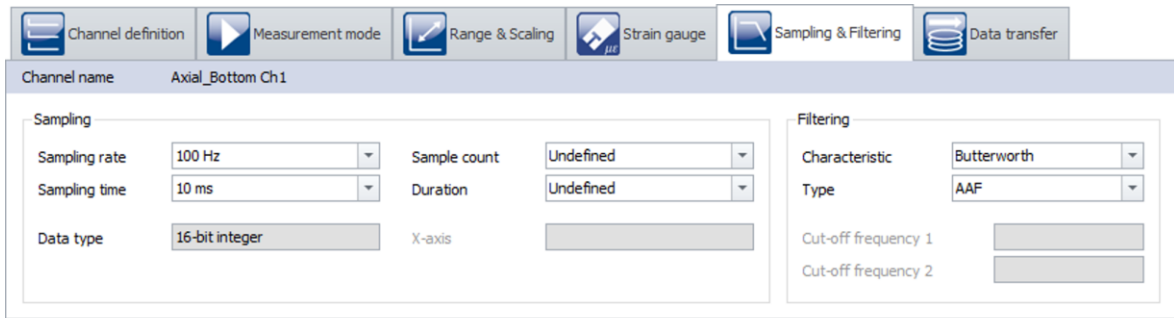 Channel definition
Measurement mode
Range & Scaling
με
Strain gauge
Sampling & Filtering
Data transfer
Channel name Axial_Bottom Ch1
Sampling
Sampling rate 100 Hz Sample count Undefined
Sampling time 10 ms Duration Undefined
Data type 16-bit integer X-axis
Filtering
Characteristic Butterworth
Type AAF
Cut-off frequency 1
Cut-off frequency 2